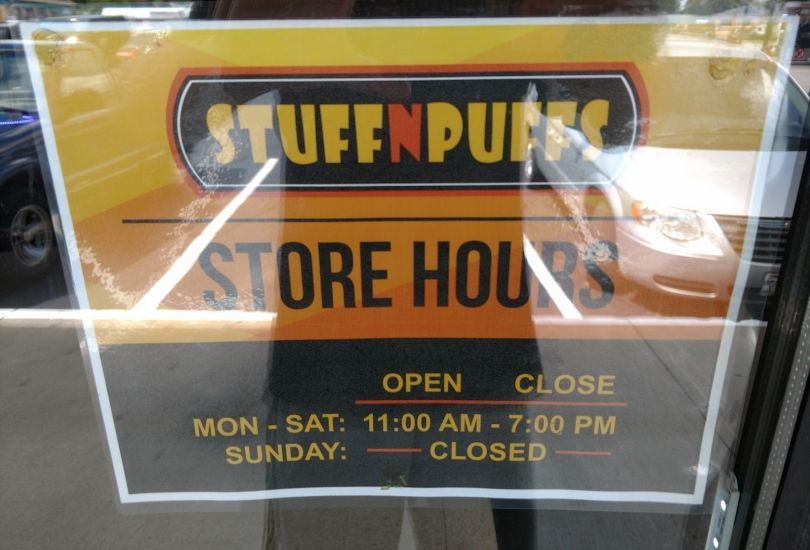 STUFFNPUFFS
STORE HOURS
OPEN CLOSE
MON - SAT: 11:00 AM - 7:00 PM
SUNDAY: CLOSED